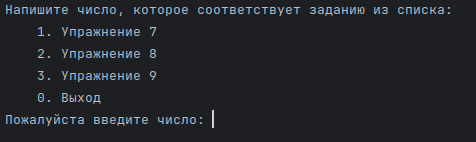 Напишите число, которое соответствует заданию из списка:
1. Упражнение 7
2. Упражнение 8
3. Упражнение 9
0. Выход
Пожалуйста введите число: